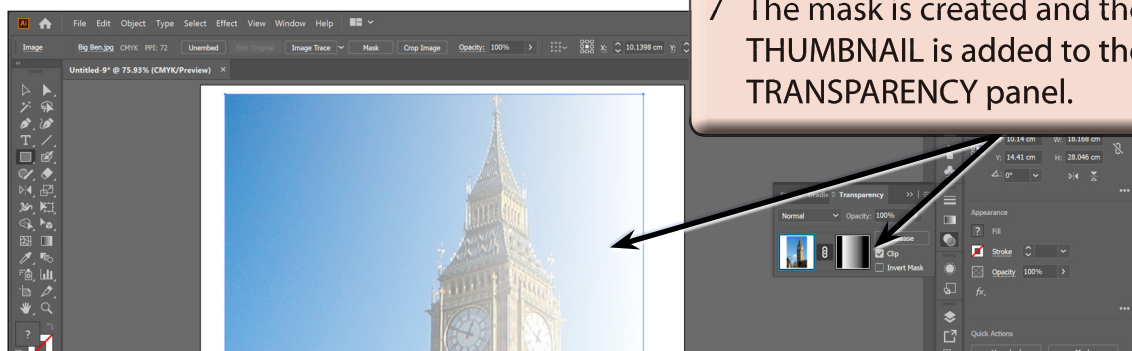 Ai File Edit Object Type Select Effect View Window Help
7 The mask is created and the
THUMBNAIL is added to the
TRANSPARENCY panel.
Image Big Ben.jpg CMYK PPI: 72 Unembed Edit Original Image Trace Mask Crop Image Opacity: 100% X: 10.1398 cm Y:
Untitled-9* @ 75.93% (CMYK/Preview) ×
10.14 cm W: 18.168 cm
Y: 14.41 cm H: 28.046 cm
0°
Transparency
Normal Opacity: 100%
Clip
Invert Mask
Appearance
? Fill
Stroke
Opacity 100%
fx.
Quick Actions
?